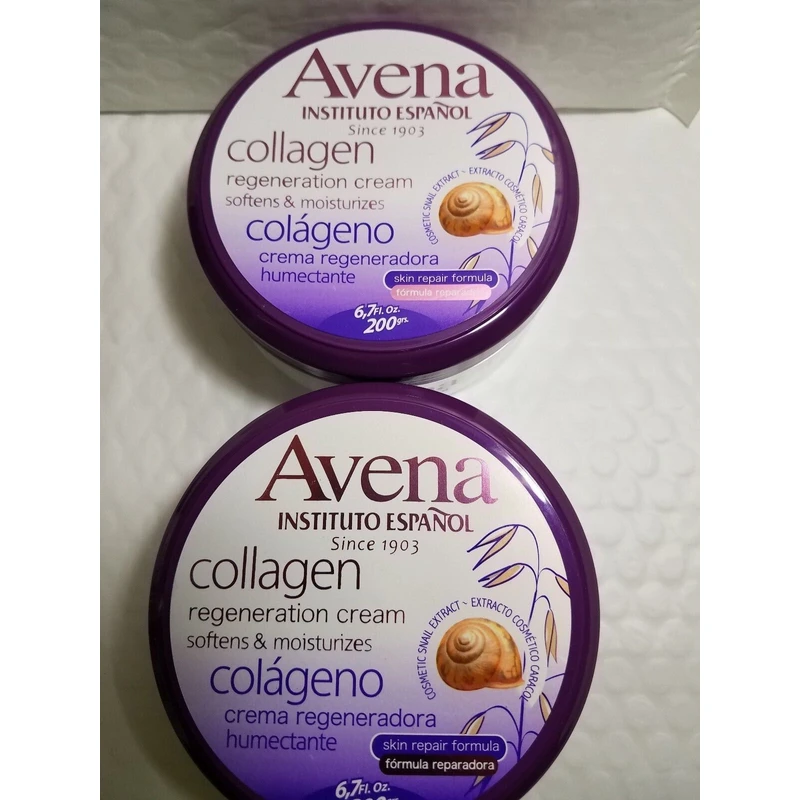 Avena
INSTITUTO ESPAÑOL
Since 1903
collagen
regeneration cream
softens & moisturizes
colágeno
crema regeneradora
humectante
COSMETIC SNAIL EXTRACT ~ EXTRACTO COSMÉTICO CARACOL
skin repair formula
fórmula reparadora
6,7Fl. Oz.
200grs.
Avena
INSTITUTO ESPAÑOL
Since 1903
collagen
regeneration cream
softens & moisturizes
colágeno
crema regeneradora
humectante
COSMETIC SNAIL EXTRACT ~ EXTRACTO COSMÉTICO CARACOL
skin repair formula
fórmula reparadora
6,7Fl. Oz.